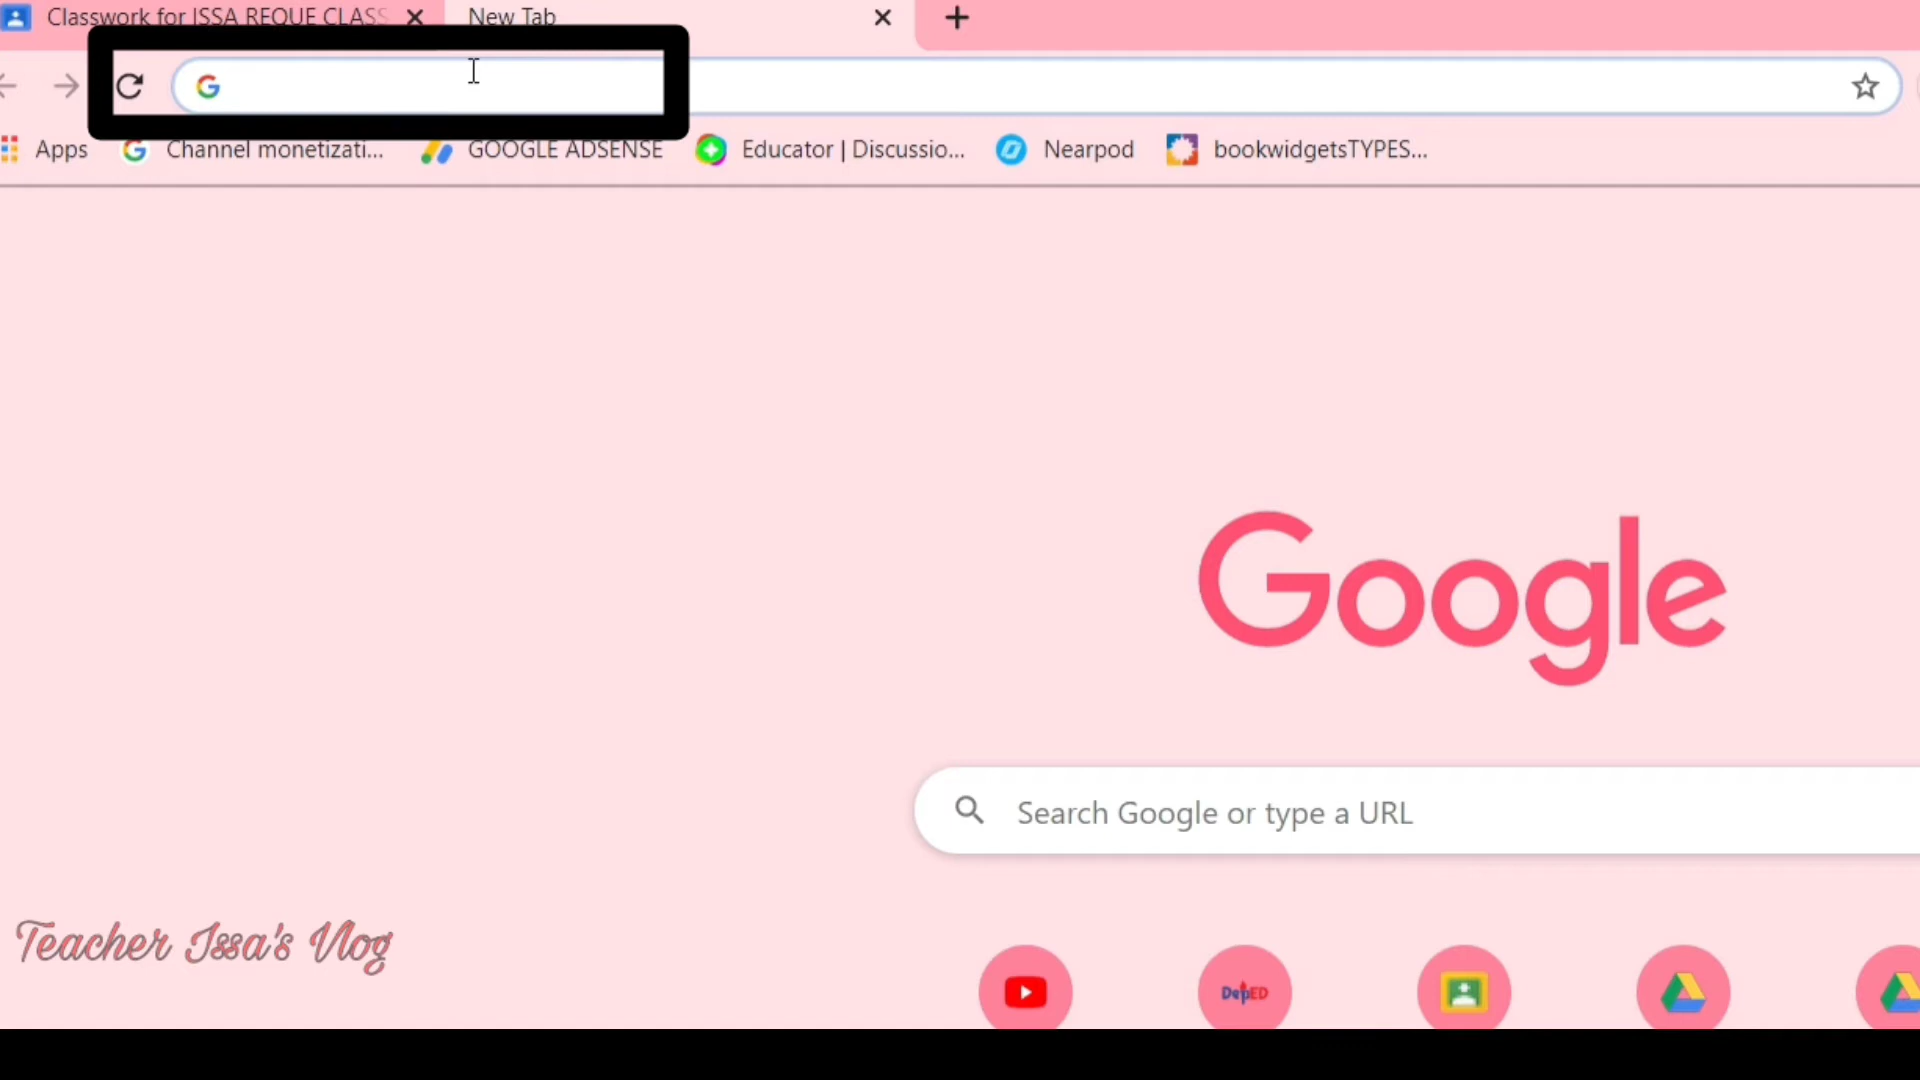 Classwork for ISSA REQUE CLASS
New Tab
Apps
Channel monetizati...
GOOGLE ADSENSE
Educator | Discussio...
Nearpod
bookwidgetsTYPES...
Google
Search Google or type a URL
Teacher Issa's Vlog
DepED